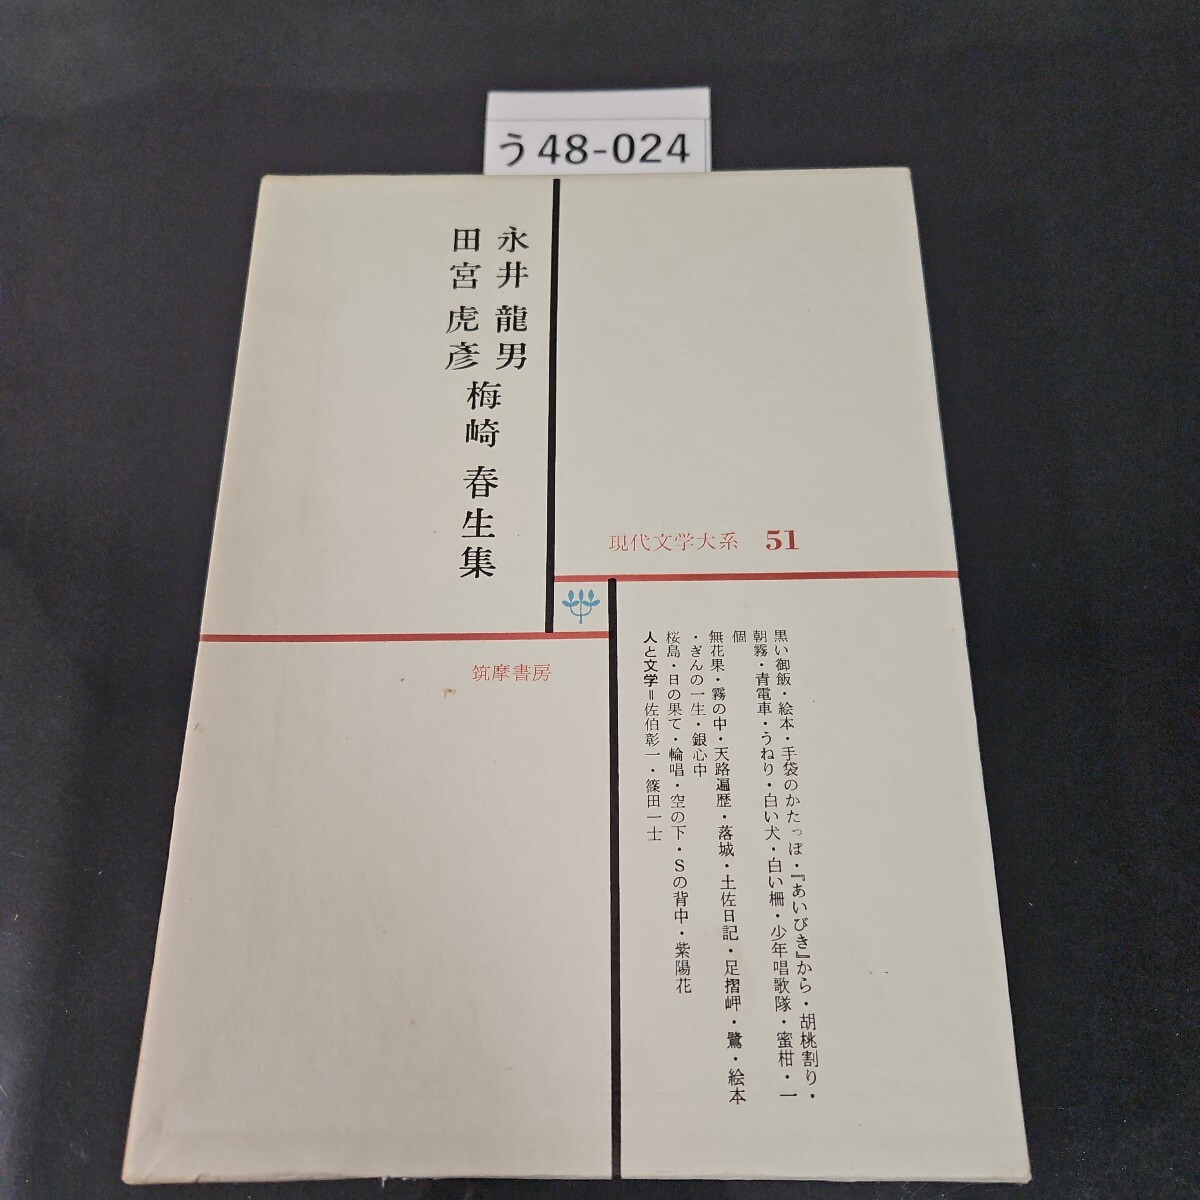 う48-024
永井 龍男
田宮 虎彥
梅崎 春生集
現代文学大系 51
筑摩書房
黒い御飯・絵本・手袋のかたっぽ・『あいびき』から・胡桃割り・
朝霧・青電車・うねり・白い犬・白い柵・少年唱歌隊・蜜柑・一
個
無花果・霧の中・天路遍歴・落城・土佐日記・足摺岬・鷺・絵本
・ぎんの一生・銀心中
桜島・日の果て・輪唱・空の下・Sの背中・紫陽花
人と文学=佐伯彰一・篠田一士